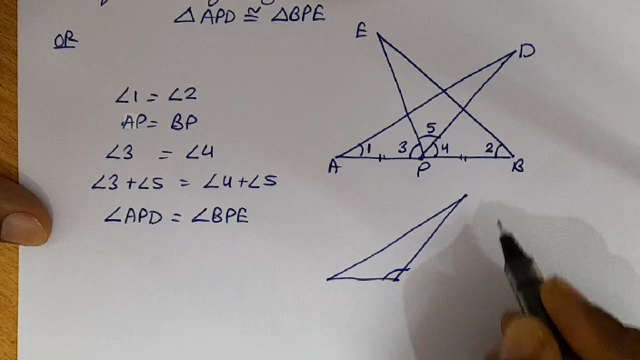 △APD ≅ △BPE
OR
∠1 = ∠2
AP = BP
∠3 = ∠4
∠3 + ∠5 = ∠4 + ∠5
∠APD = ∠BPE
E
D
5
1
3
4
2
A
P
B